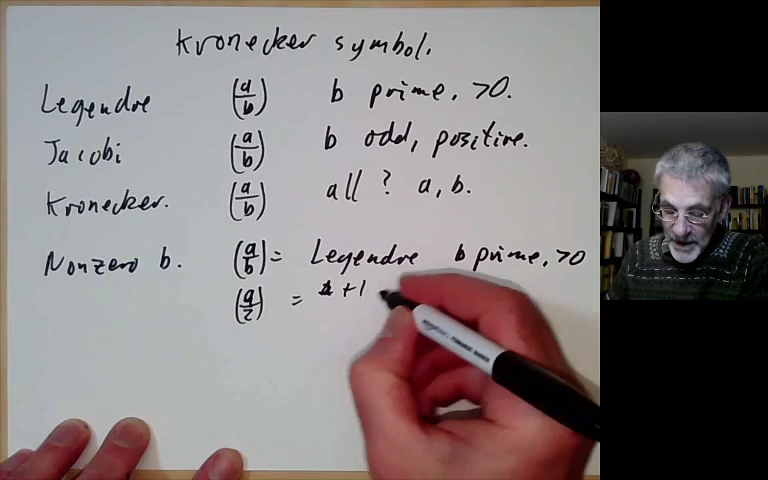 Kronecker symbol.
Legendre (a/b) b prime, >0.
Jacobi (a/b) b odd, positive.
Kronecker. (a/b) all ? a, b.
Nonzero b. (a/b) = Legendre b prime, >0
(a/2) = +1